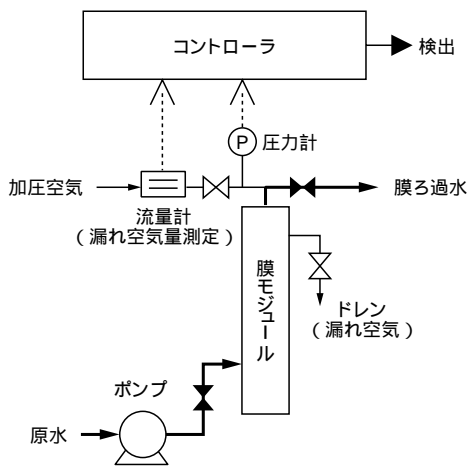 コントローラ
検出
P
圧力計
加圧空気
膜ろ過水
流量計
(漏れ空気量測定)
膜モジュール
ドレン
(漏れ空気)
ポンプ
原水